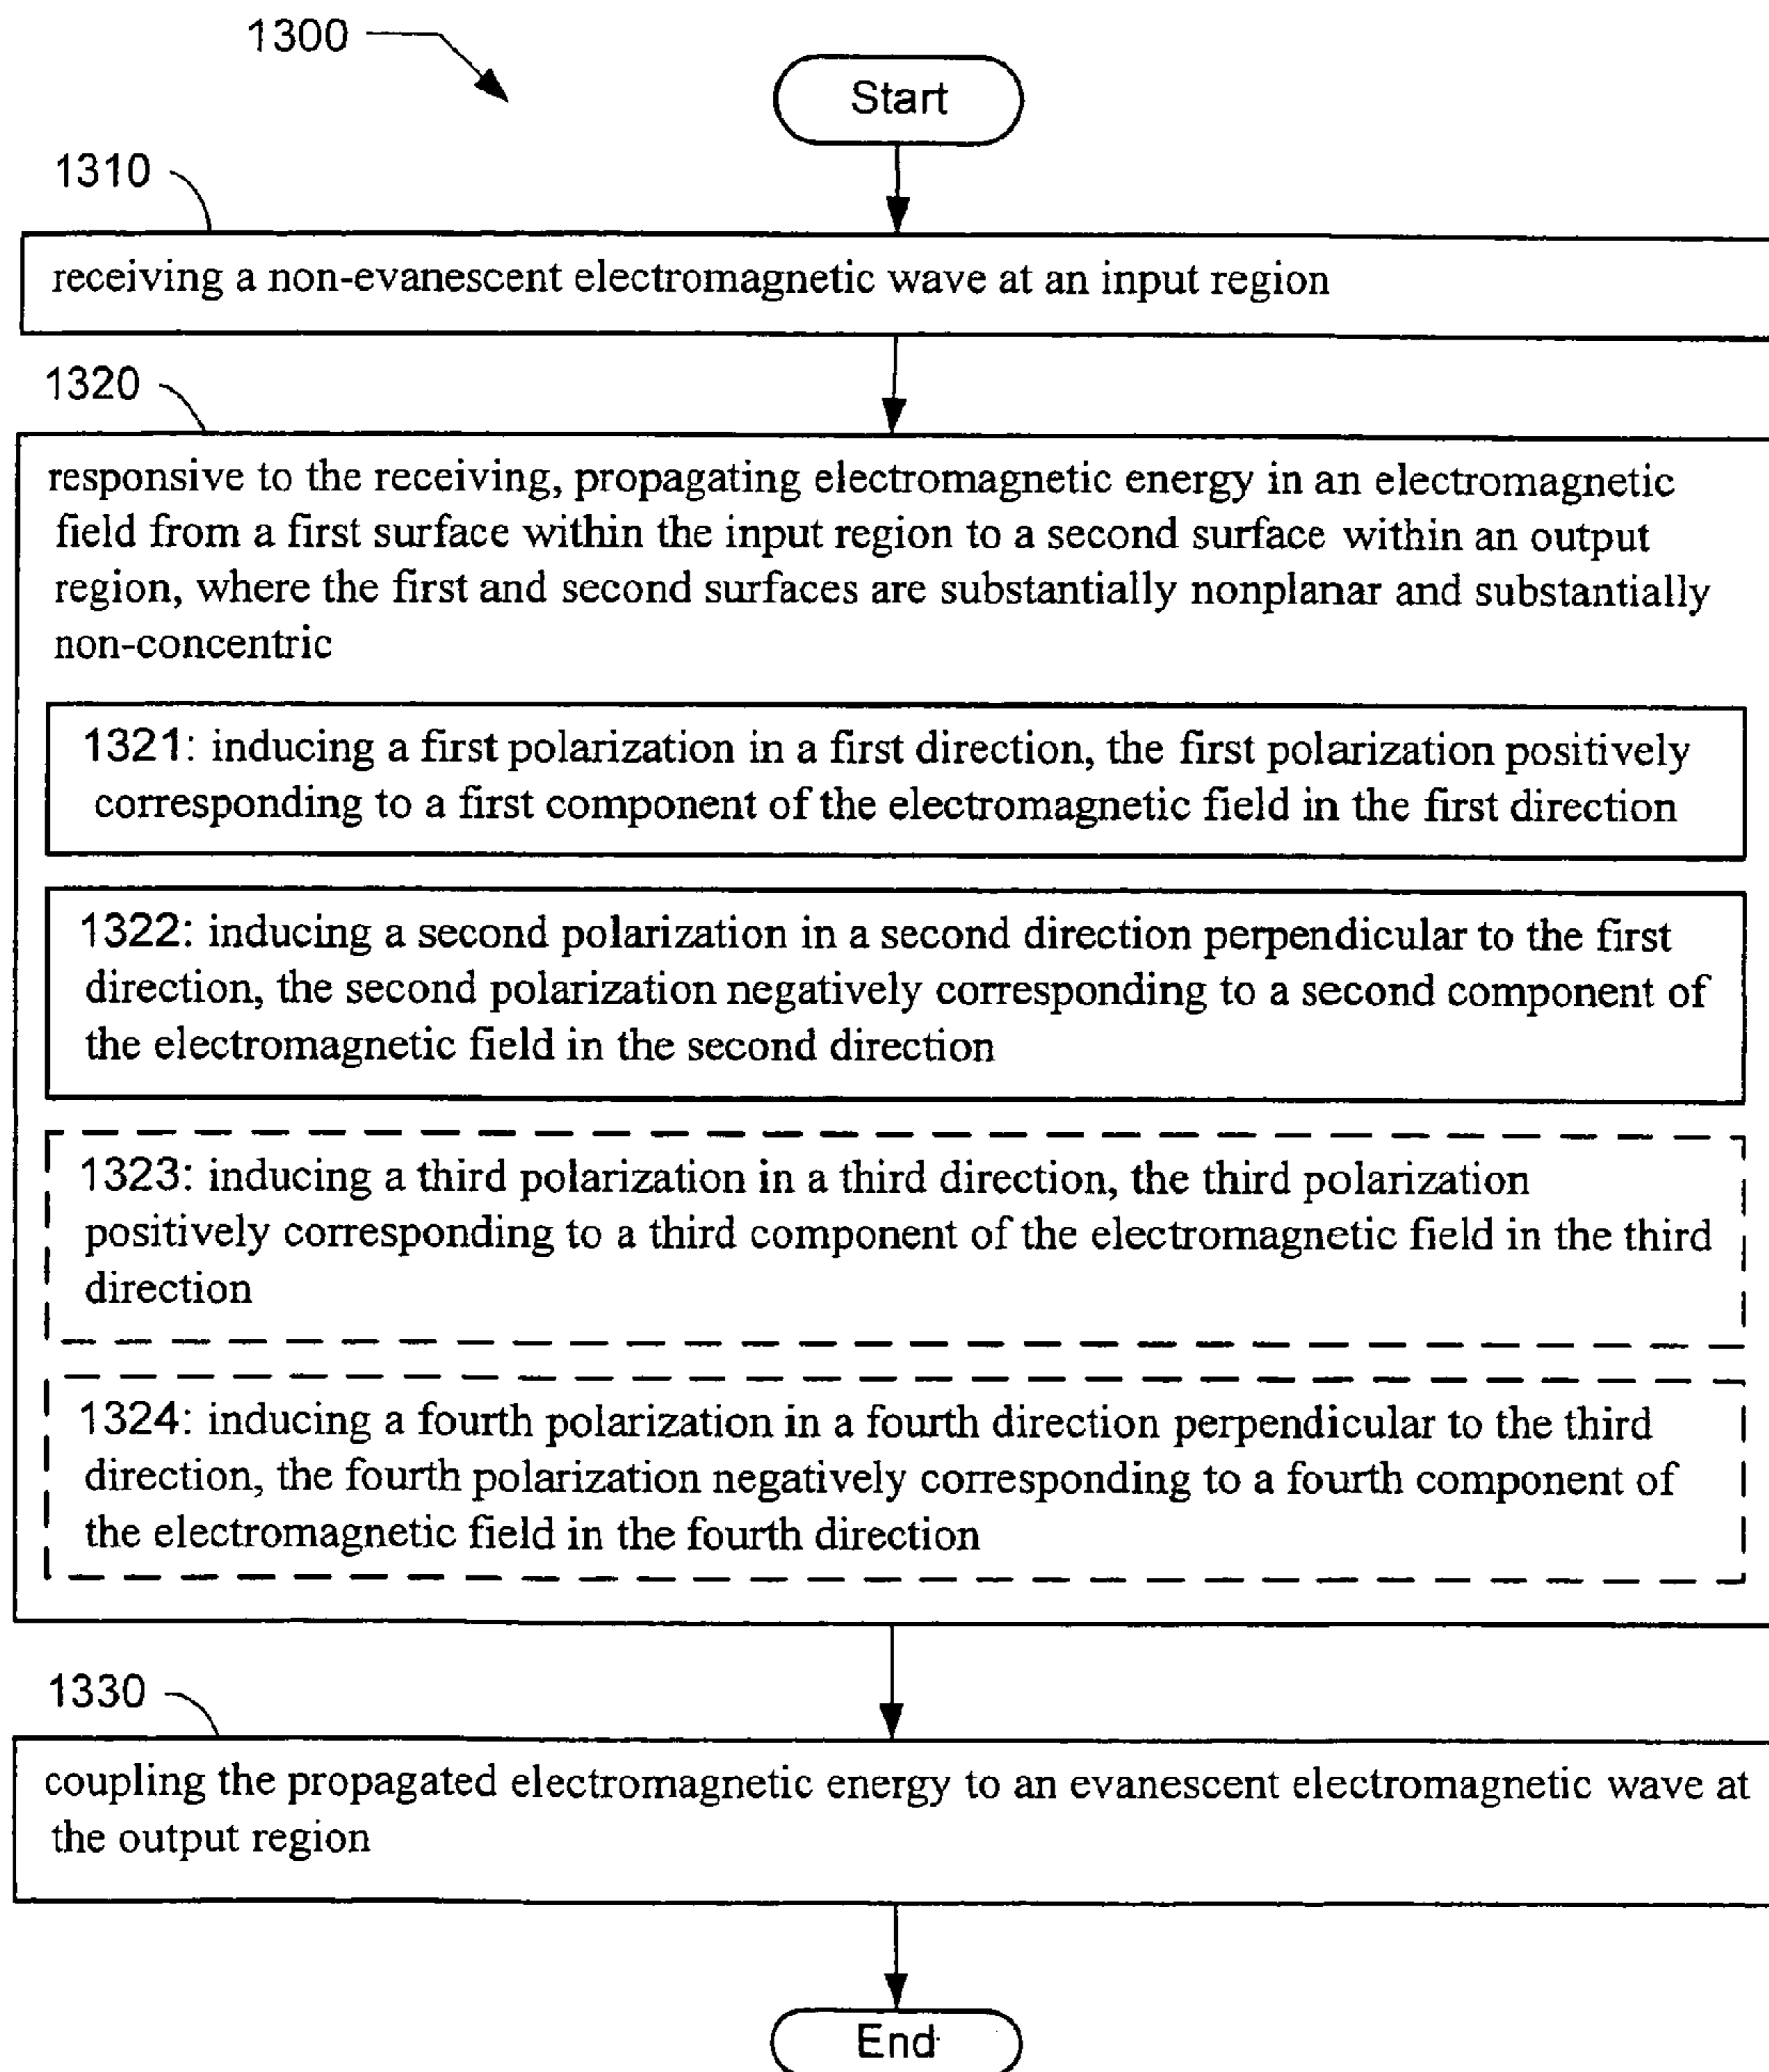 1300
Start
1310
receiving a non-evanescent electromagnetic wave at an input region
1320
responsive to the receiving, propagating electromagnetic energy in an electromagnetic
field from a first surface within the input region to a second surface within an output
region, where the first and second surfaces are substantially nonplanar and substantially
non-concentric
1321: inducing a first polarization in a first direction, the first polarization positively
corresponding to a first component of the electromagnetic field in the first direction
1322: inducing a second polarization in a second direction perpendicular to the first
direction, the second polarization negatively corresponding to a second component of
the electromagnetic field in the second direction
1323: inducing a third polarization in a third direction, the third polarization
positively corresponding to a third component of the electromagnetic field in the third
direction
1324: inducing a fourth polarization in a fourth direction perpendicular to the third
direction, the fourth polarization negatively corresponding to a fourth component of
the electromagnetic field in the fourth direction
1330
coupling the propagated electromagnetic energy to an evanescent electromagnetic wave at
the output region
End